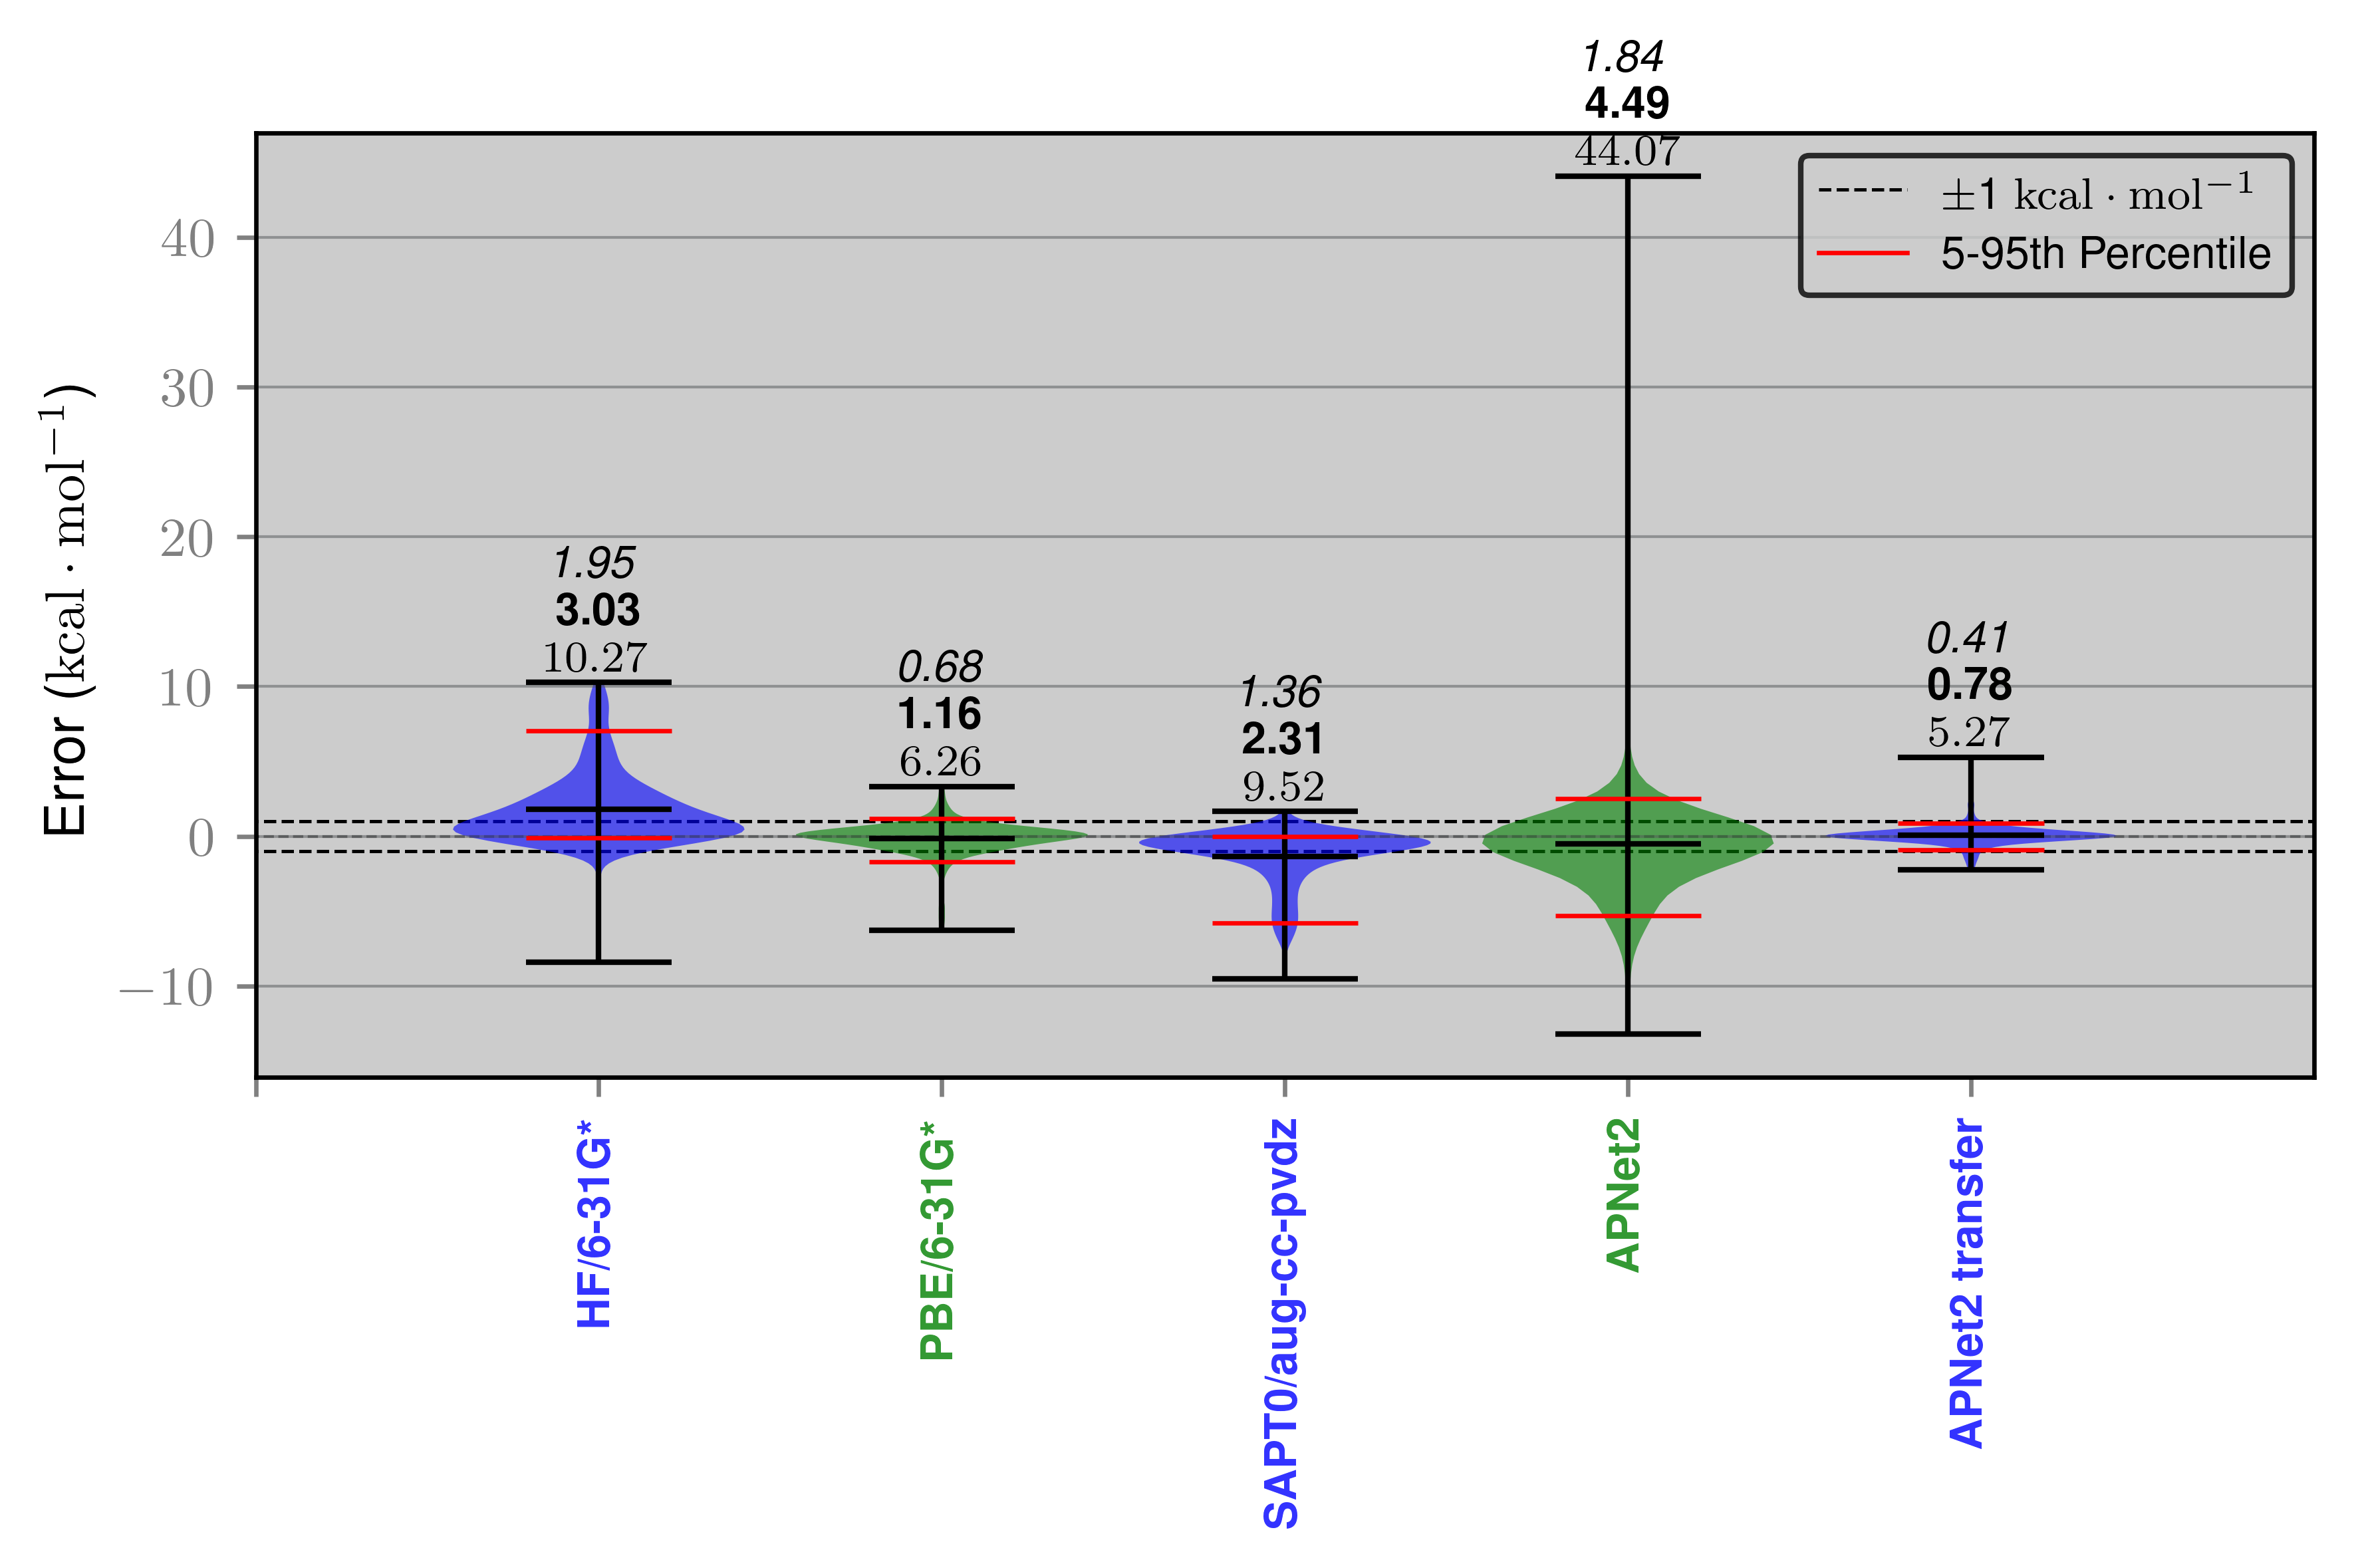 1.84
4.49
44.07
±1 kcal · mol⁻¹
5-95th Percentile
40
30
20
10
0
−10
Error (kcal · mol⁻¹)
1.95
3.03
10.27
0.68
1.16
6.26
1.36
2.31
9.52
0.41
0.78
5.27
HF/6-31G*
PBE/6-31G*
SAPT0/aug-cc-pvdz
APNet2
APNet2 transfer